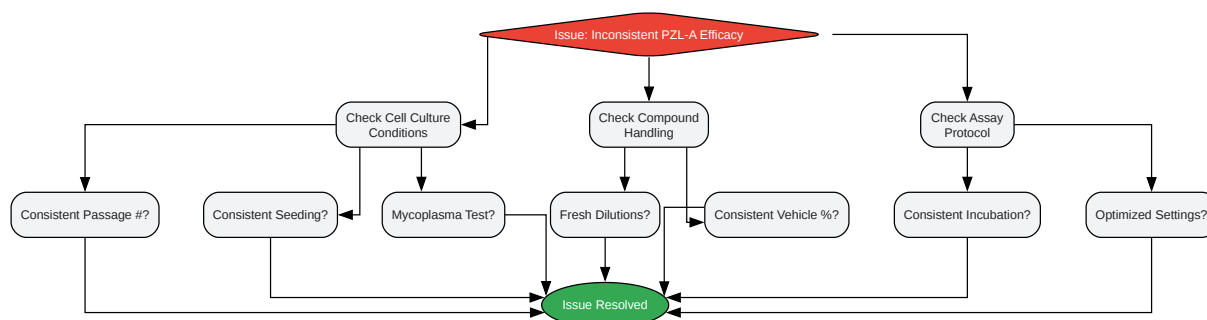 Issue: Inconsistent PZL-A Efficacy
Check Cell Culture
Conditions
Check Compound
Handling
Check Assay
Protocol
Consistent Passage #?
Consistent Seeding?
Mycoplasma Test?
Fresh Dilutions?
Consistent Vehicle %?
Consistent Incubation?
Optimized Settings?
Issue Resolved